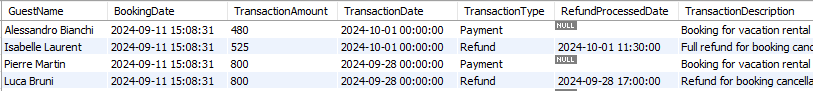 GuestName BookingDate TransactionAmount TransactionDate TransactionType RefundProcessedDate TransactionDescription
Alessandro Bianchi 2024-09-11 15:08:31 480 2024-10-01 00:00:00 Payment NULL Booking for vacation rental
Isabelle Laurent 2024-09-11 15:08:31 525 2024-10-01 00:00:00 Refund 2024-10-01 11:30:00 Full refund for booking canc
Pierre Martin 2024-09-11 15:08:31 800 2024-09-28 00:00:00 Payment NULL Booking for vacation rental
Luca Bruni 2024-09-11 15:08:31 800 2024-09-28 00:00:00 Refund 2024-09-28 17:00:00 Refund for booking cancella